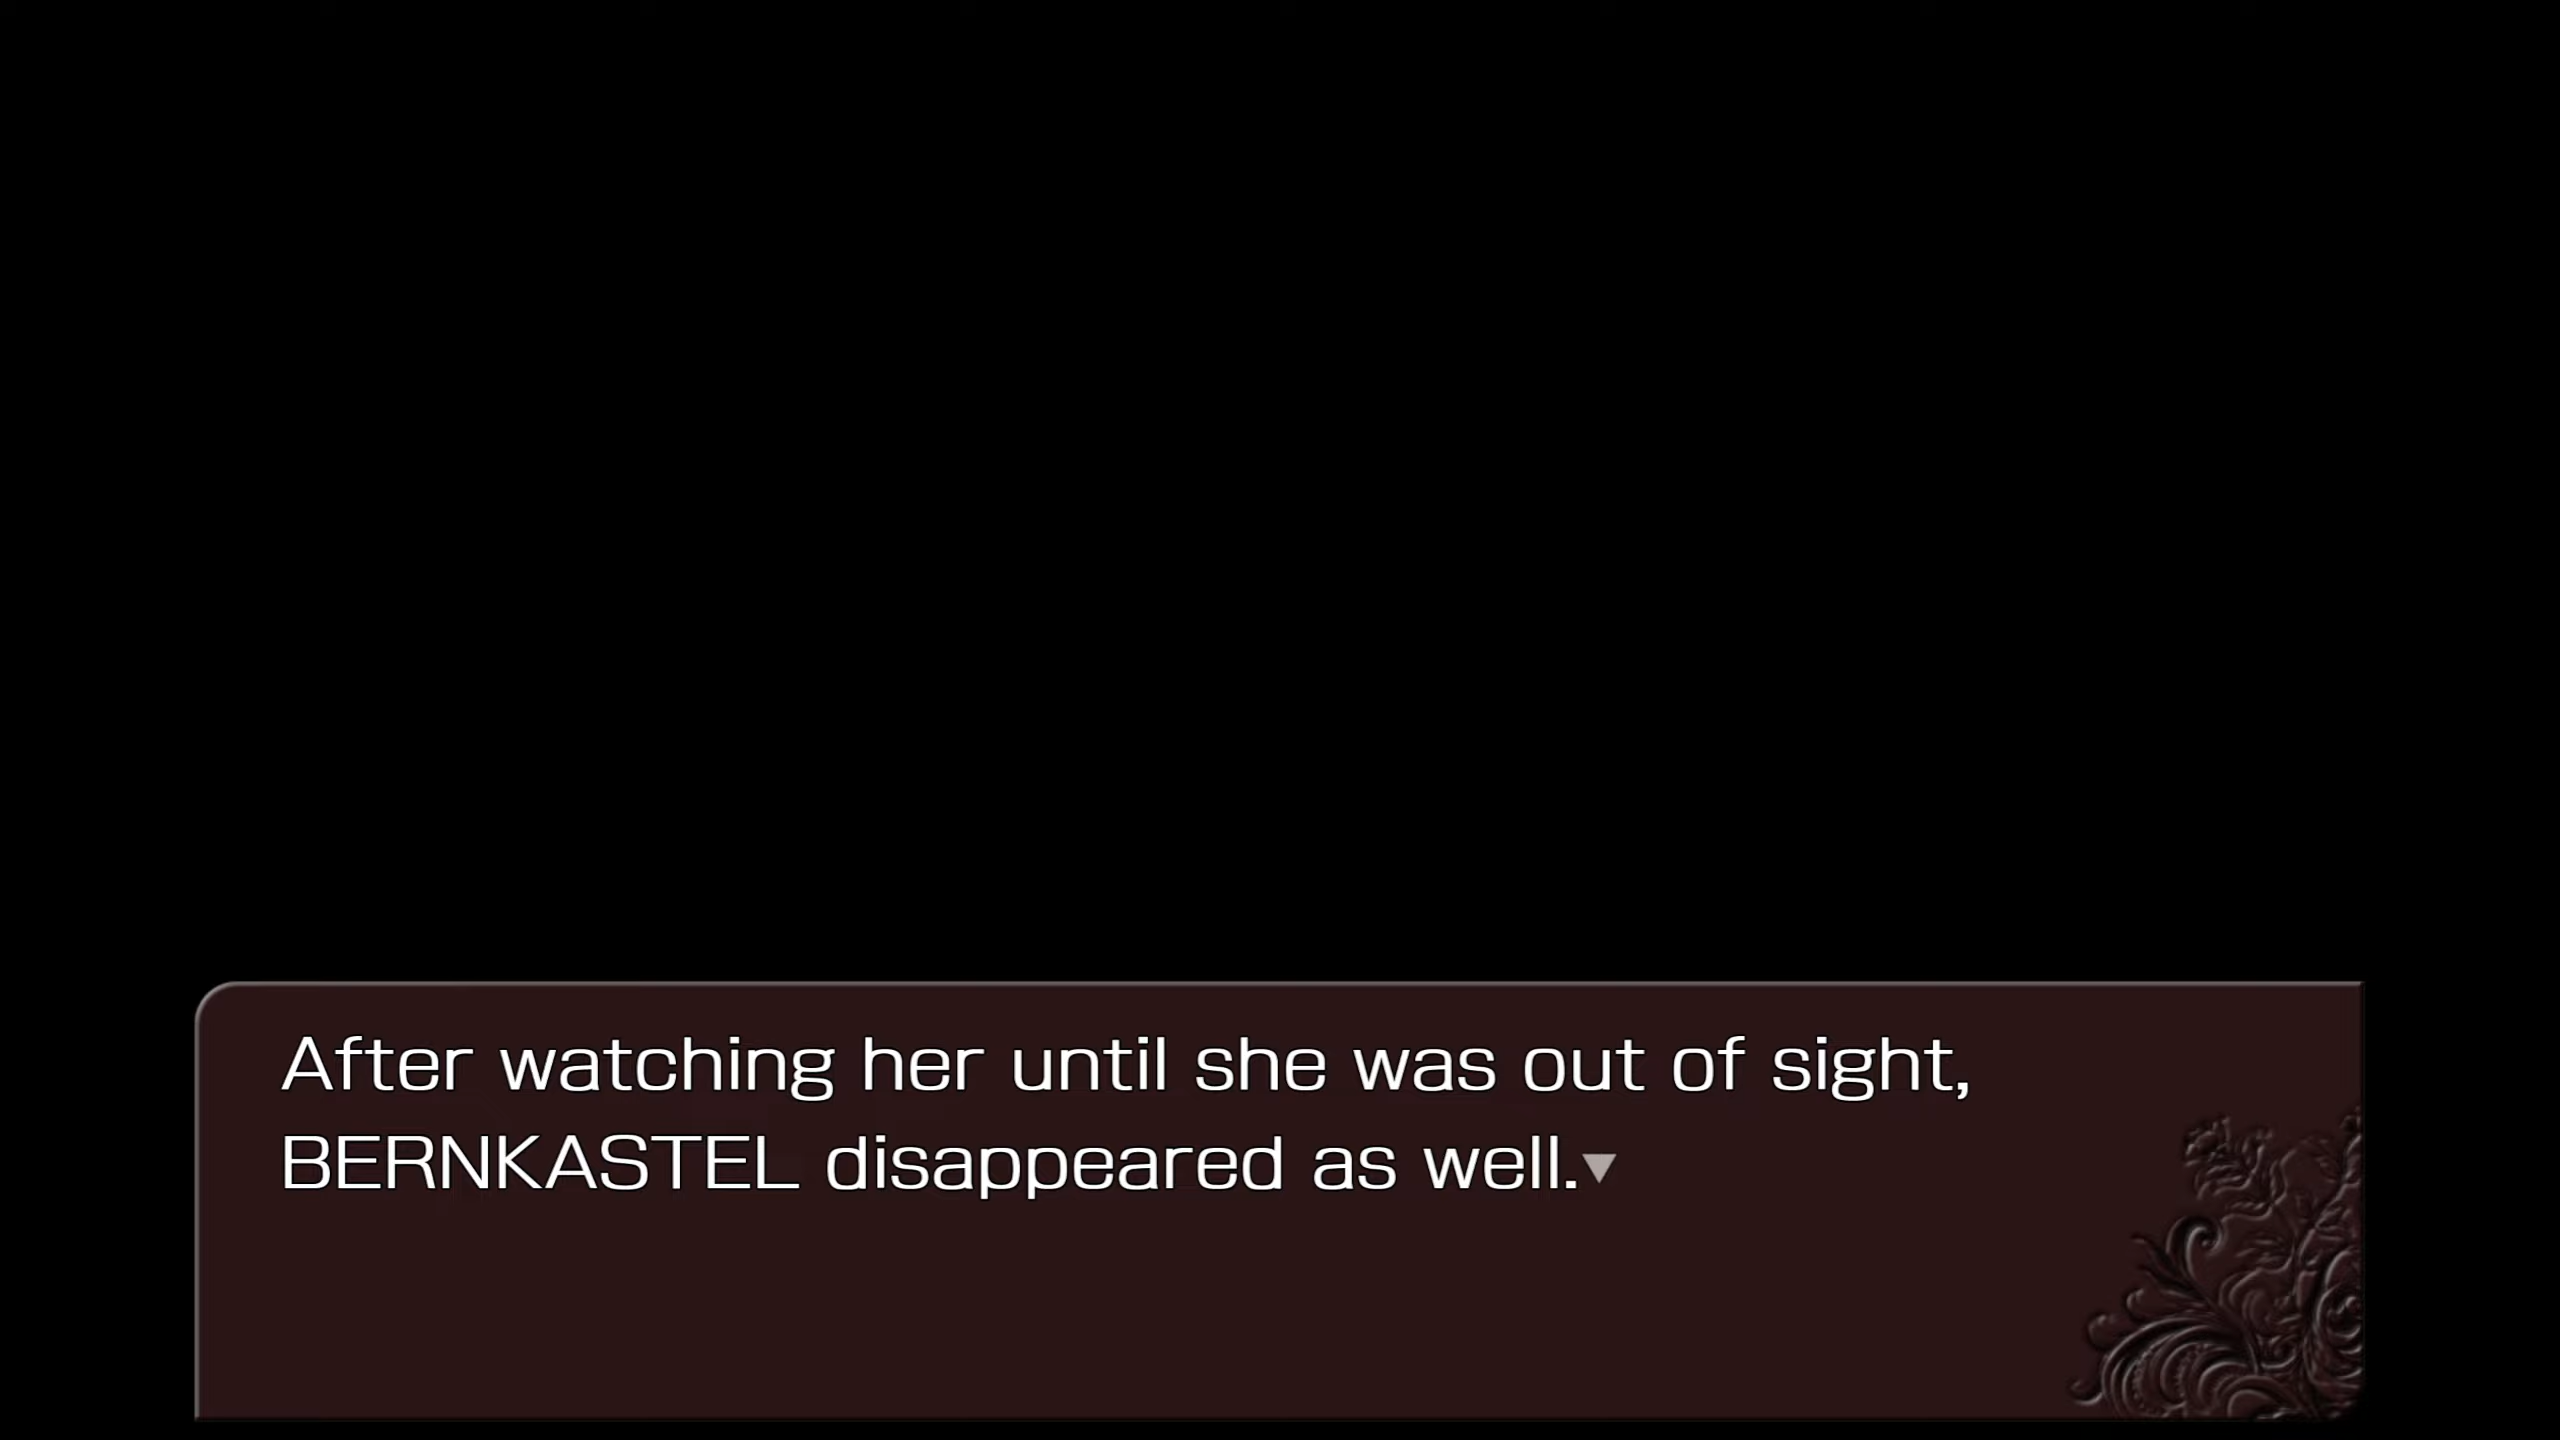 After watching her until she was out of sight,
BERNKASTEL disappeared as well.